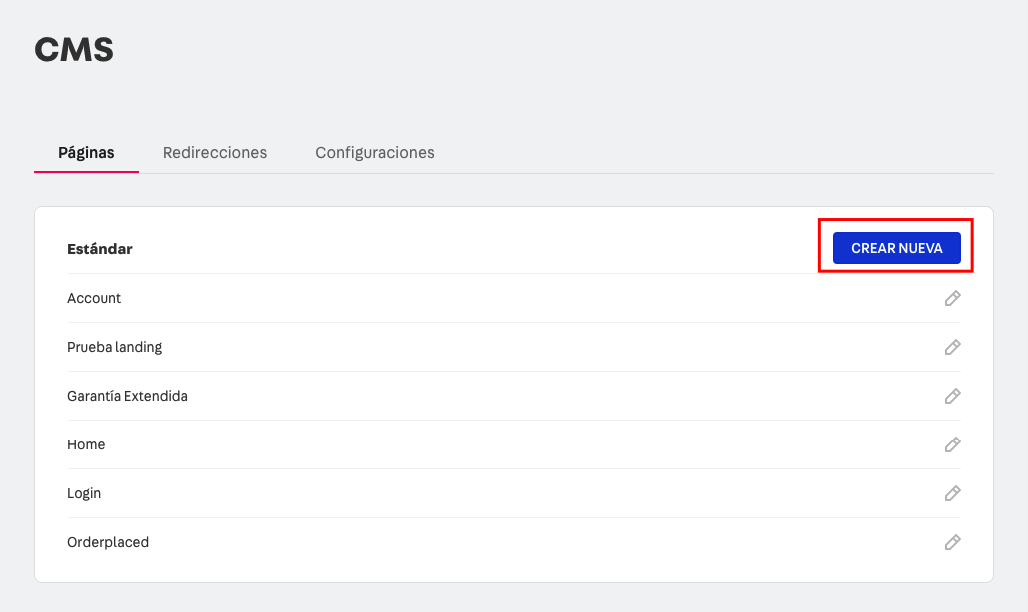 CMS
Páginas Redirecciones Configuraciones
Estándar CREAR NUEVA
Account
Prueba landing
Garantía Extendida
Home
Login
Orderplaced